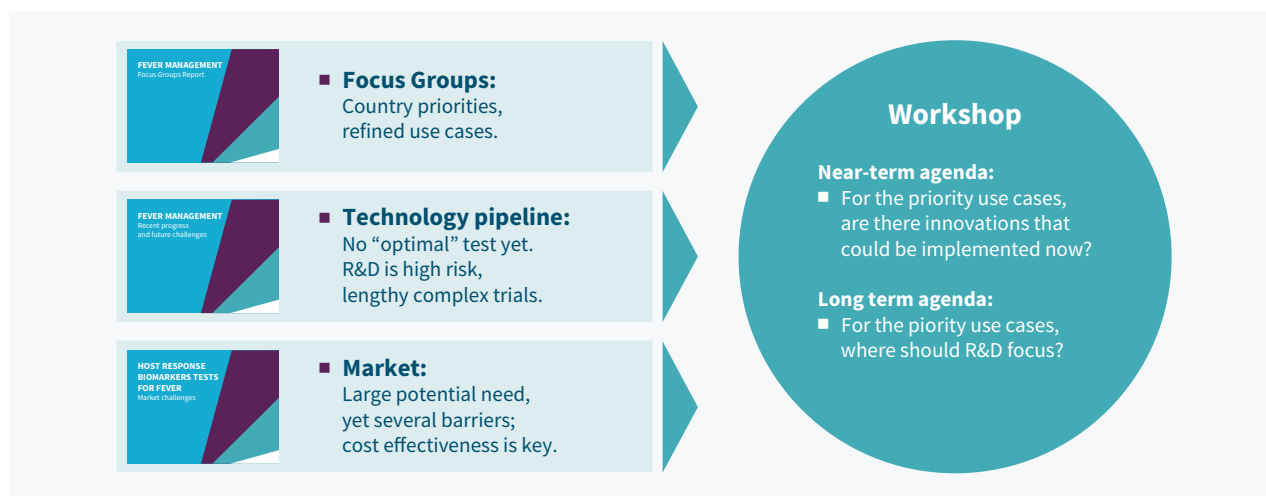 FEVER MANAGEMENT
Focus Groups Report
■ Focus Groups:
Country priorities,
refined use cases.
FEVER MANAGEMENT
Recent progress
and future challenges
■ Technology pipeline:
No “optimal” test yet.
R&D is high risk,
lengthy complex trials.
HOST RESPONSE
BIOMARKERS TESTS
FOR FEVER
Market challenges
■ Market:
Large potential need,
yet several barriers;
cost effectiveness is key.
Workshop
Near-term agenda:
■ For the priority use cases,
are there innovations that
could be implemented now?
Long term agenda:
■ For the piority use cases,
where should R&D focus?